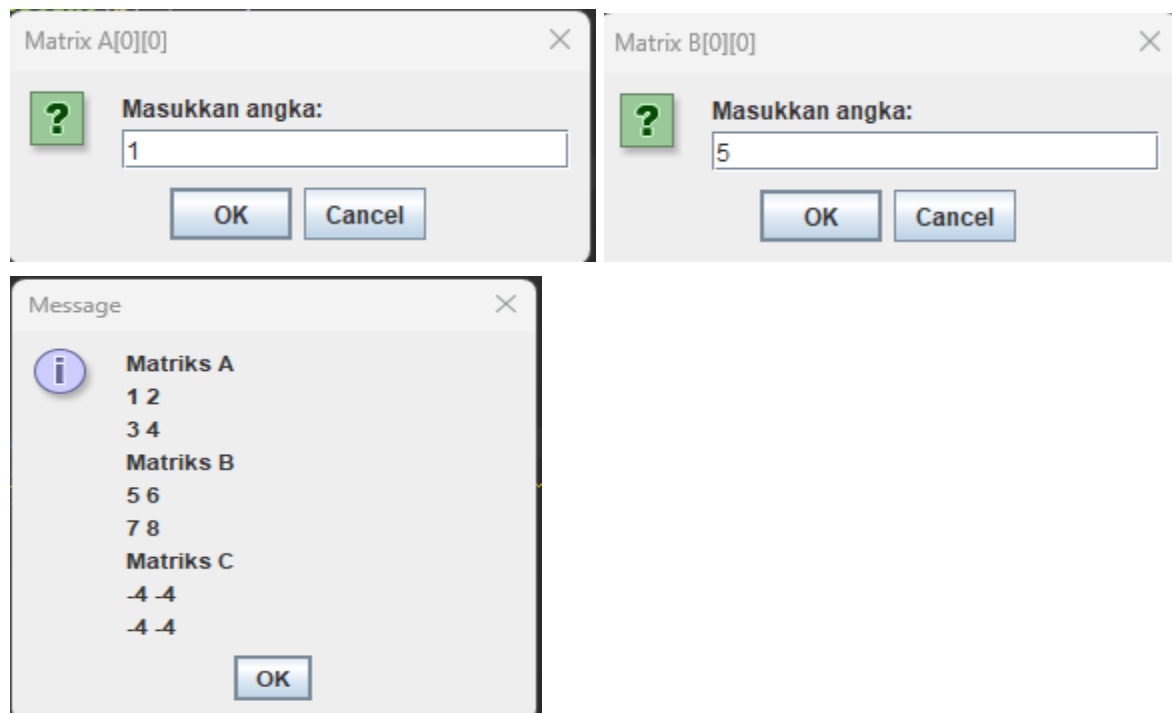 Matrix A[0][0]
Masukkan angka:
1
OK Cancel
Matrix B[0][0]
Masukkan angka:
5
OK Cancel
Message
Matriks A
1 2
3 4
Matriks B
5 6
7 8
Matriks C
-4 -4
-4 -4
OK